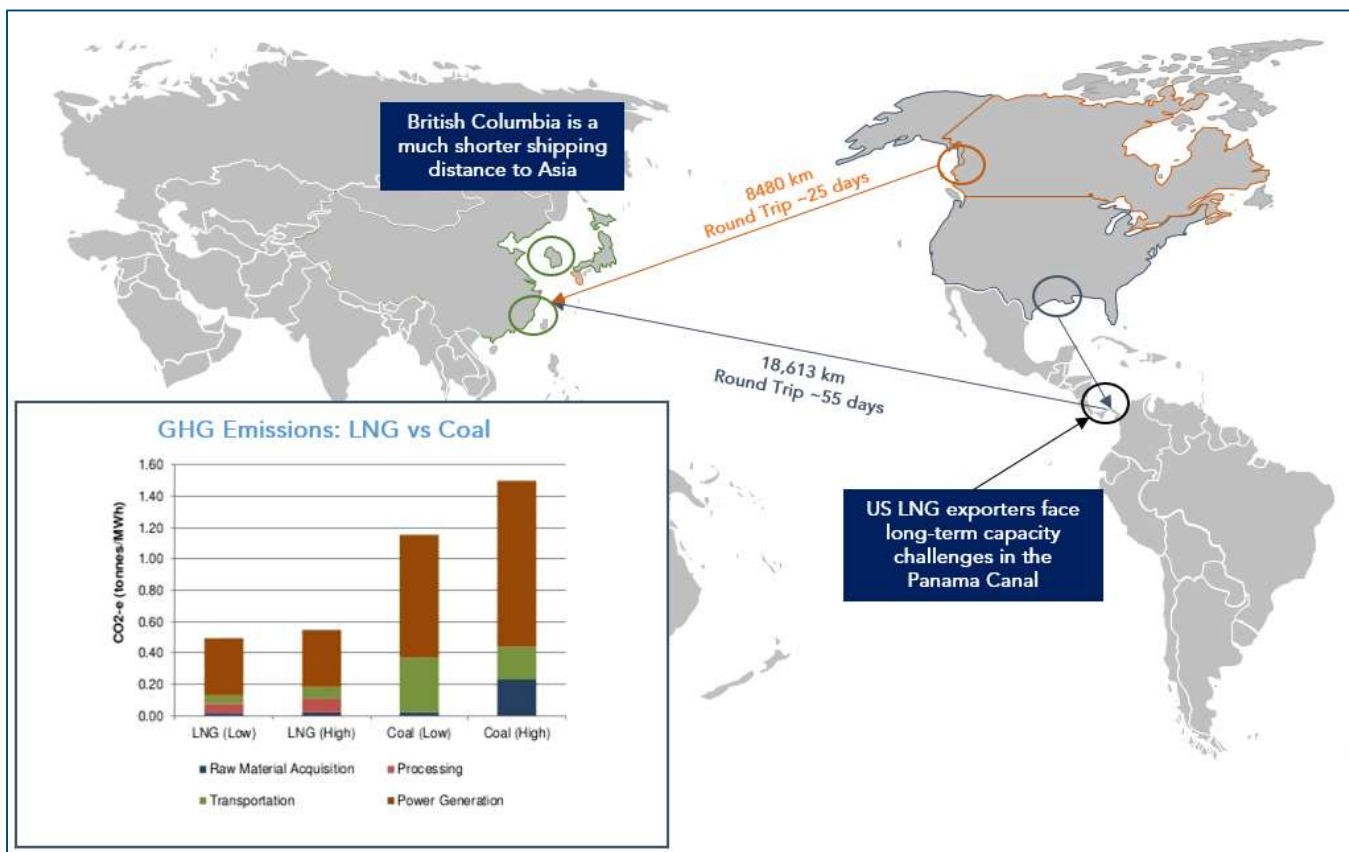 British Columbia is a
much shorter shipping
distance to Asia
8480 km
Round Trip ~25 days
18,613 km
Round Trip ~55 days
US LNG exporters face
long-term capacity
challenges in the
Panama Canal
GHG Emissions: LNG vs Coal
CO2-e (tonnes/MWh)
1.60
1.40
1.20
1.00
0.80
0.60
0.40
0.20
0.00
LNG (Low)
LNG (High)
Coal (Low)
Coal (High)
Raw Material Acquisition
Processing
Transportation
Power Generation